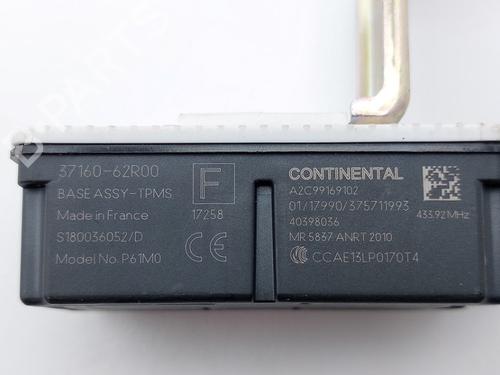 37160-62R00
BASE ASSY-TPMS
Made in France
S180036052/D
Model No. P61M0
F
17258
CE
CONTINENTAL
A2C99169102
01/17990/375711993
40398036
MR 5837 ANRT 2010
CCAE13LP0170T4
433.92MHz
B-PARTS